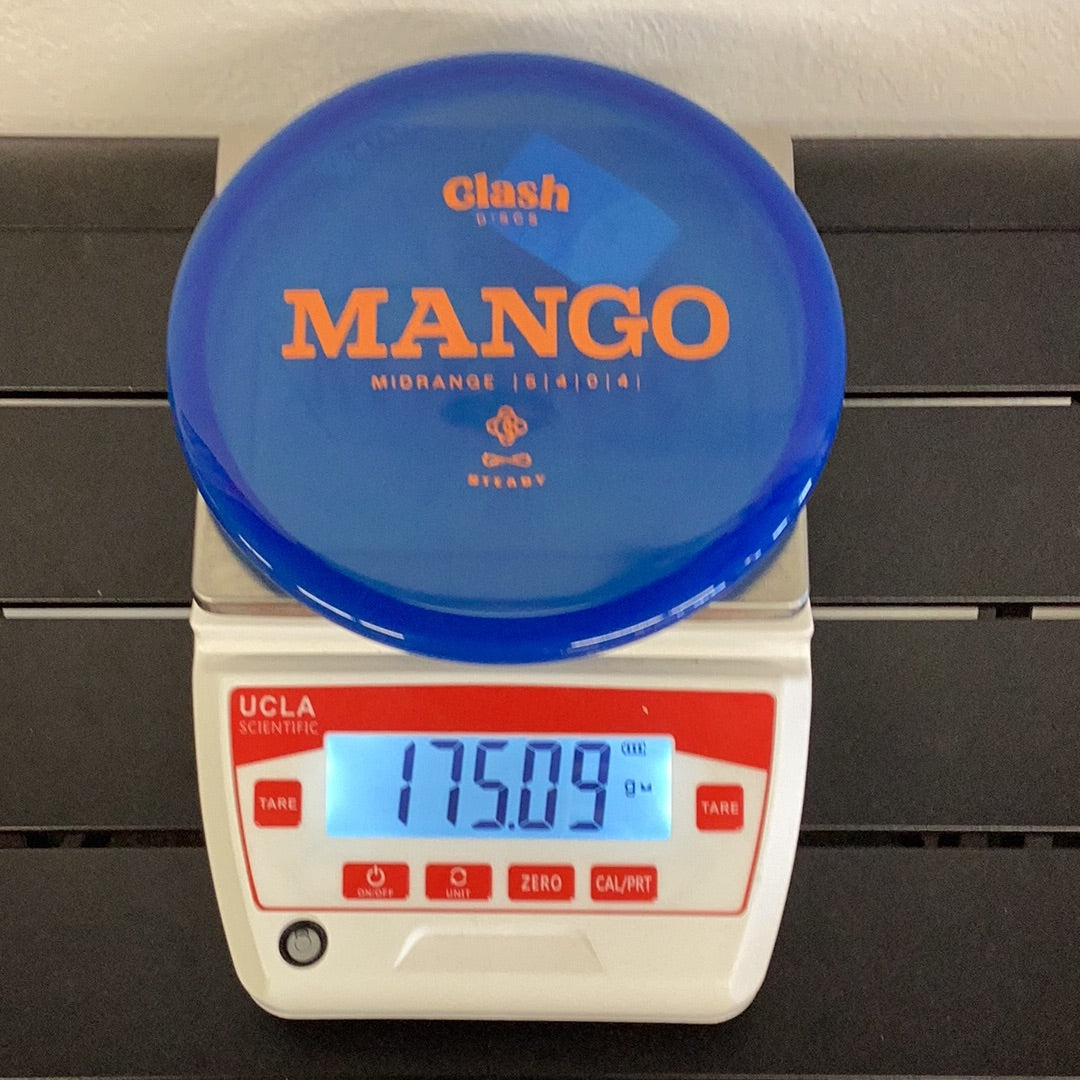 Clash
DISCS
MANGO
MIDRANGE |5|4|0|4|
STEADY
UCLA
SCIENTIFIC
175.09
g M
TARE
TARE
ON/OFF
UNIT
ZERO
CAL/PRT